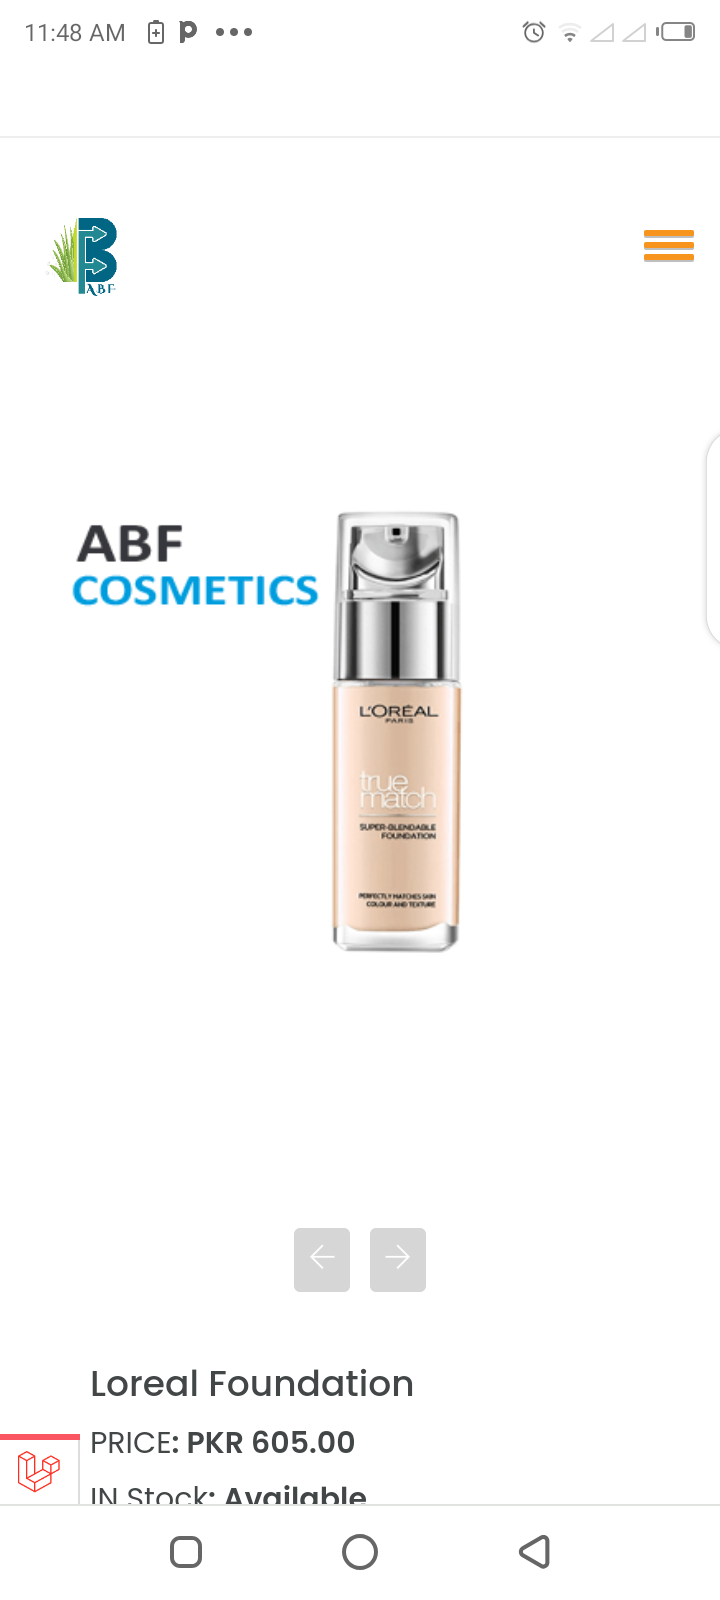 11:48 AM
ABF
ABF
COSMETICS
L'ORÉAL
PARIS
true
match
SUPER-BLENDABLE
FOUNDATION
PERFECTLY MATCHES SKIN
COLOUR AND TEXTURE
Loreal Foundation
PRICE: PKR 605.00
IN Stock: Available